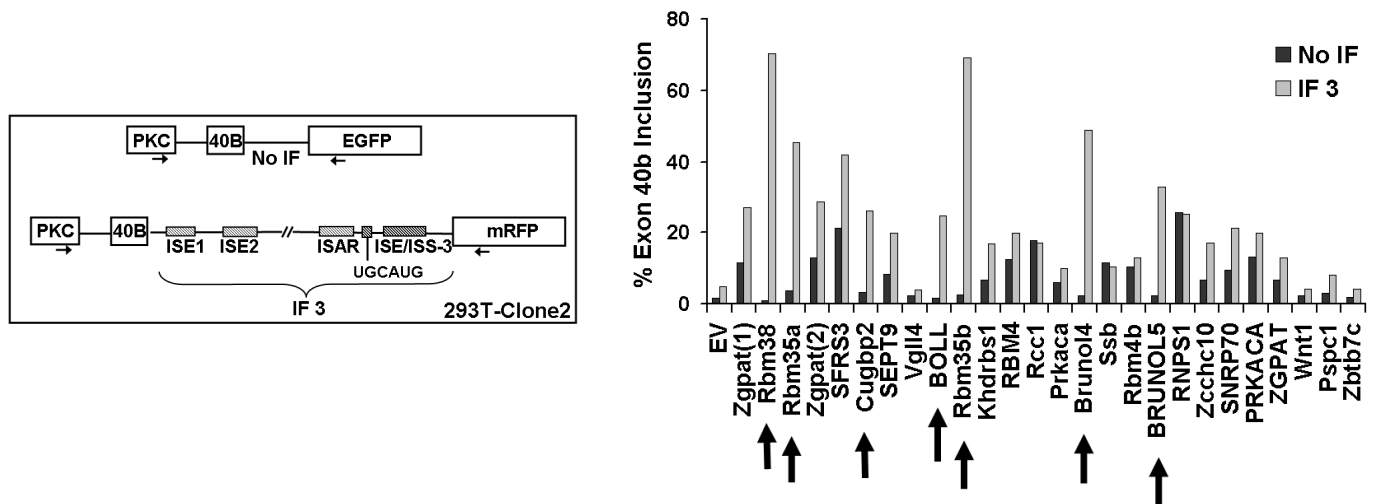 PKC 40B EGFP
No IF
PKC 40B mRFP
ISE1 ISE2 // ISAR ISE/ISS-3
UGCAUG
IF 3
293T-Clone2
% Exon 40b Inclusion
80
60
40
20
0
No IF
IF 3
EV
Zgpat(1)
Rbm38
Rbm35a
Zgpat(2)
SFRS3
Cugbp2
SEPT9
Vgll4
BOLL
Rbm35b
Khdrbs1
RBM4
Rcc1
Prkaca
Brunol4
Ssb
Rbm4b
BRUNOL5
RNPS1
Zcchc10
SNRP70
PRKACA
ZGPAT
Wnt1
Pspc1
Zbtb7c